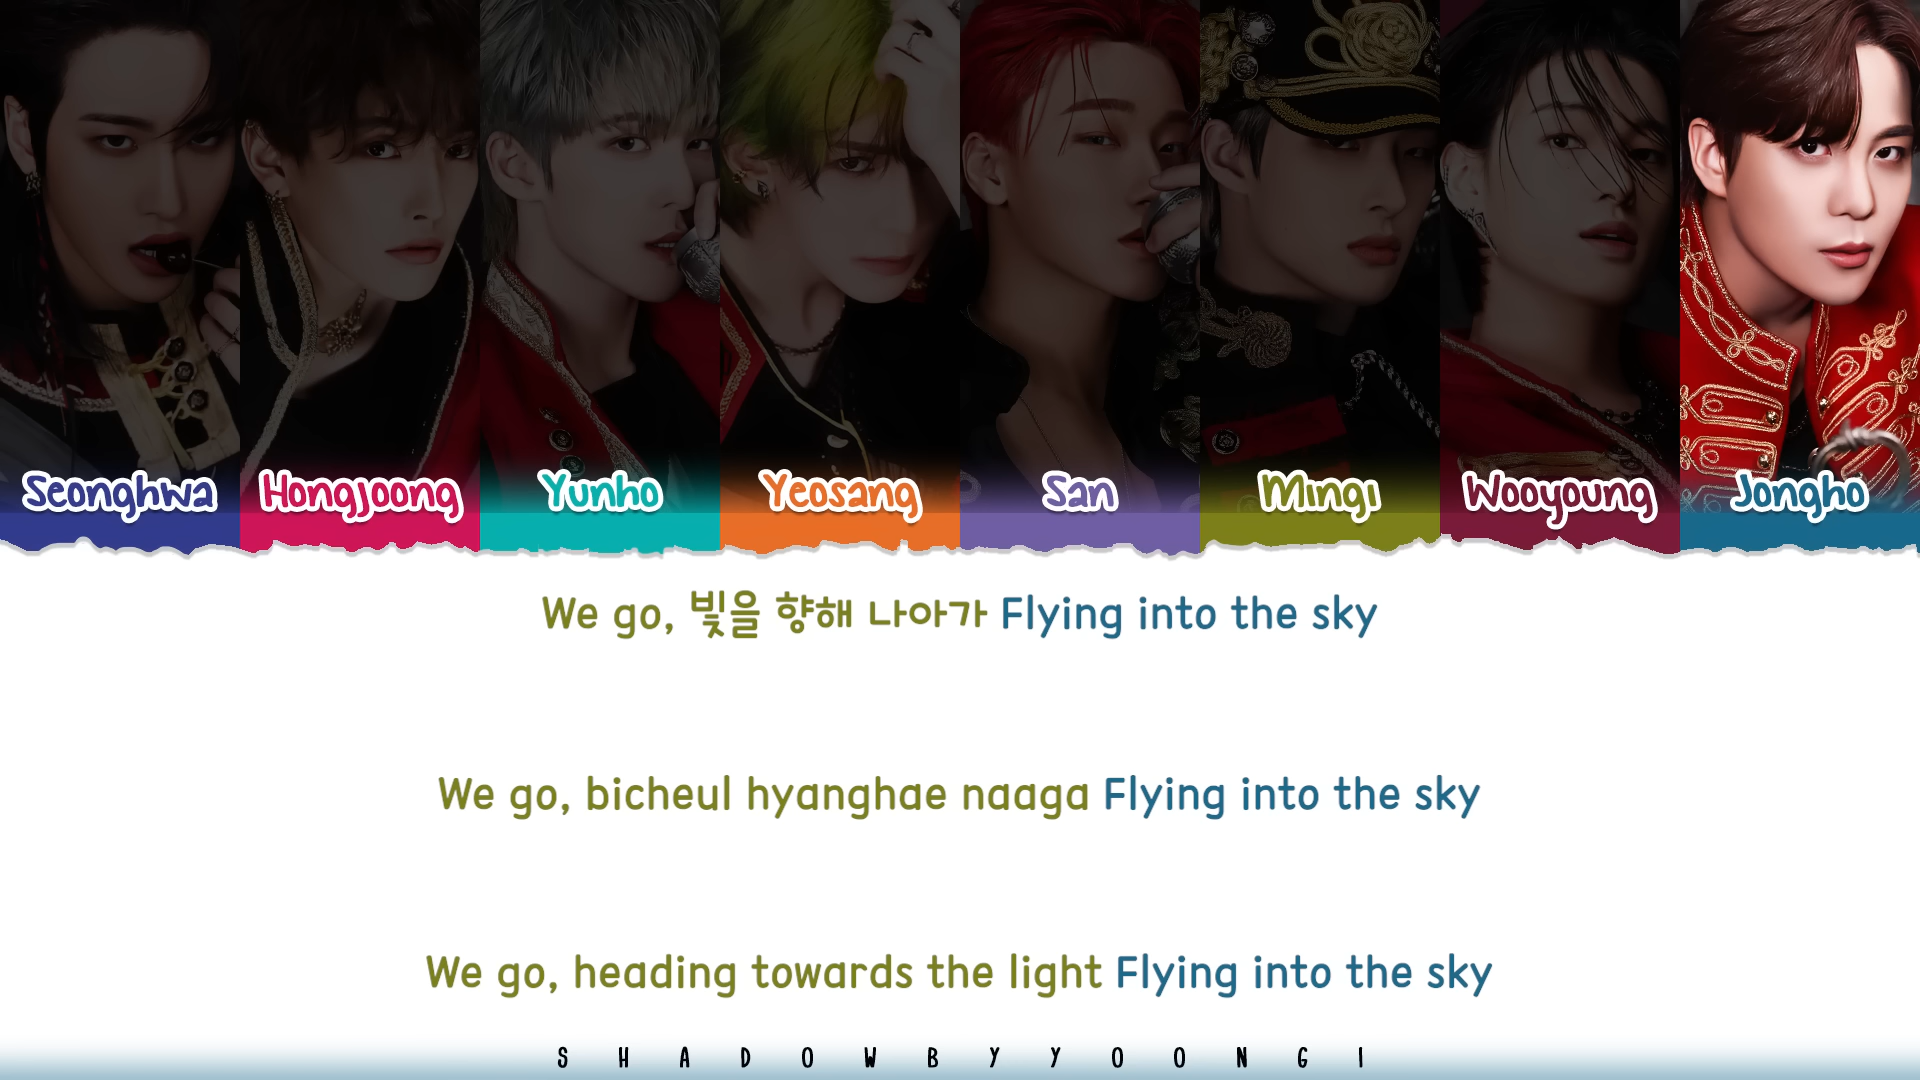 Seonghwa Hongjoong Yunho Yeosang San Mingi Wooyoung Jongho
We go, 빛을 향해 나아가 Flying into the sky
We go, bicheul hyanghae naaga Flying into the sky
We go, heading towards the light Flying into the sky
SHADOWBYYOONGI